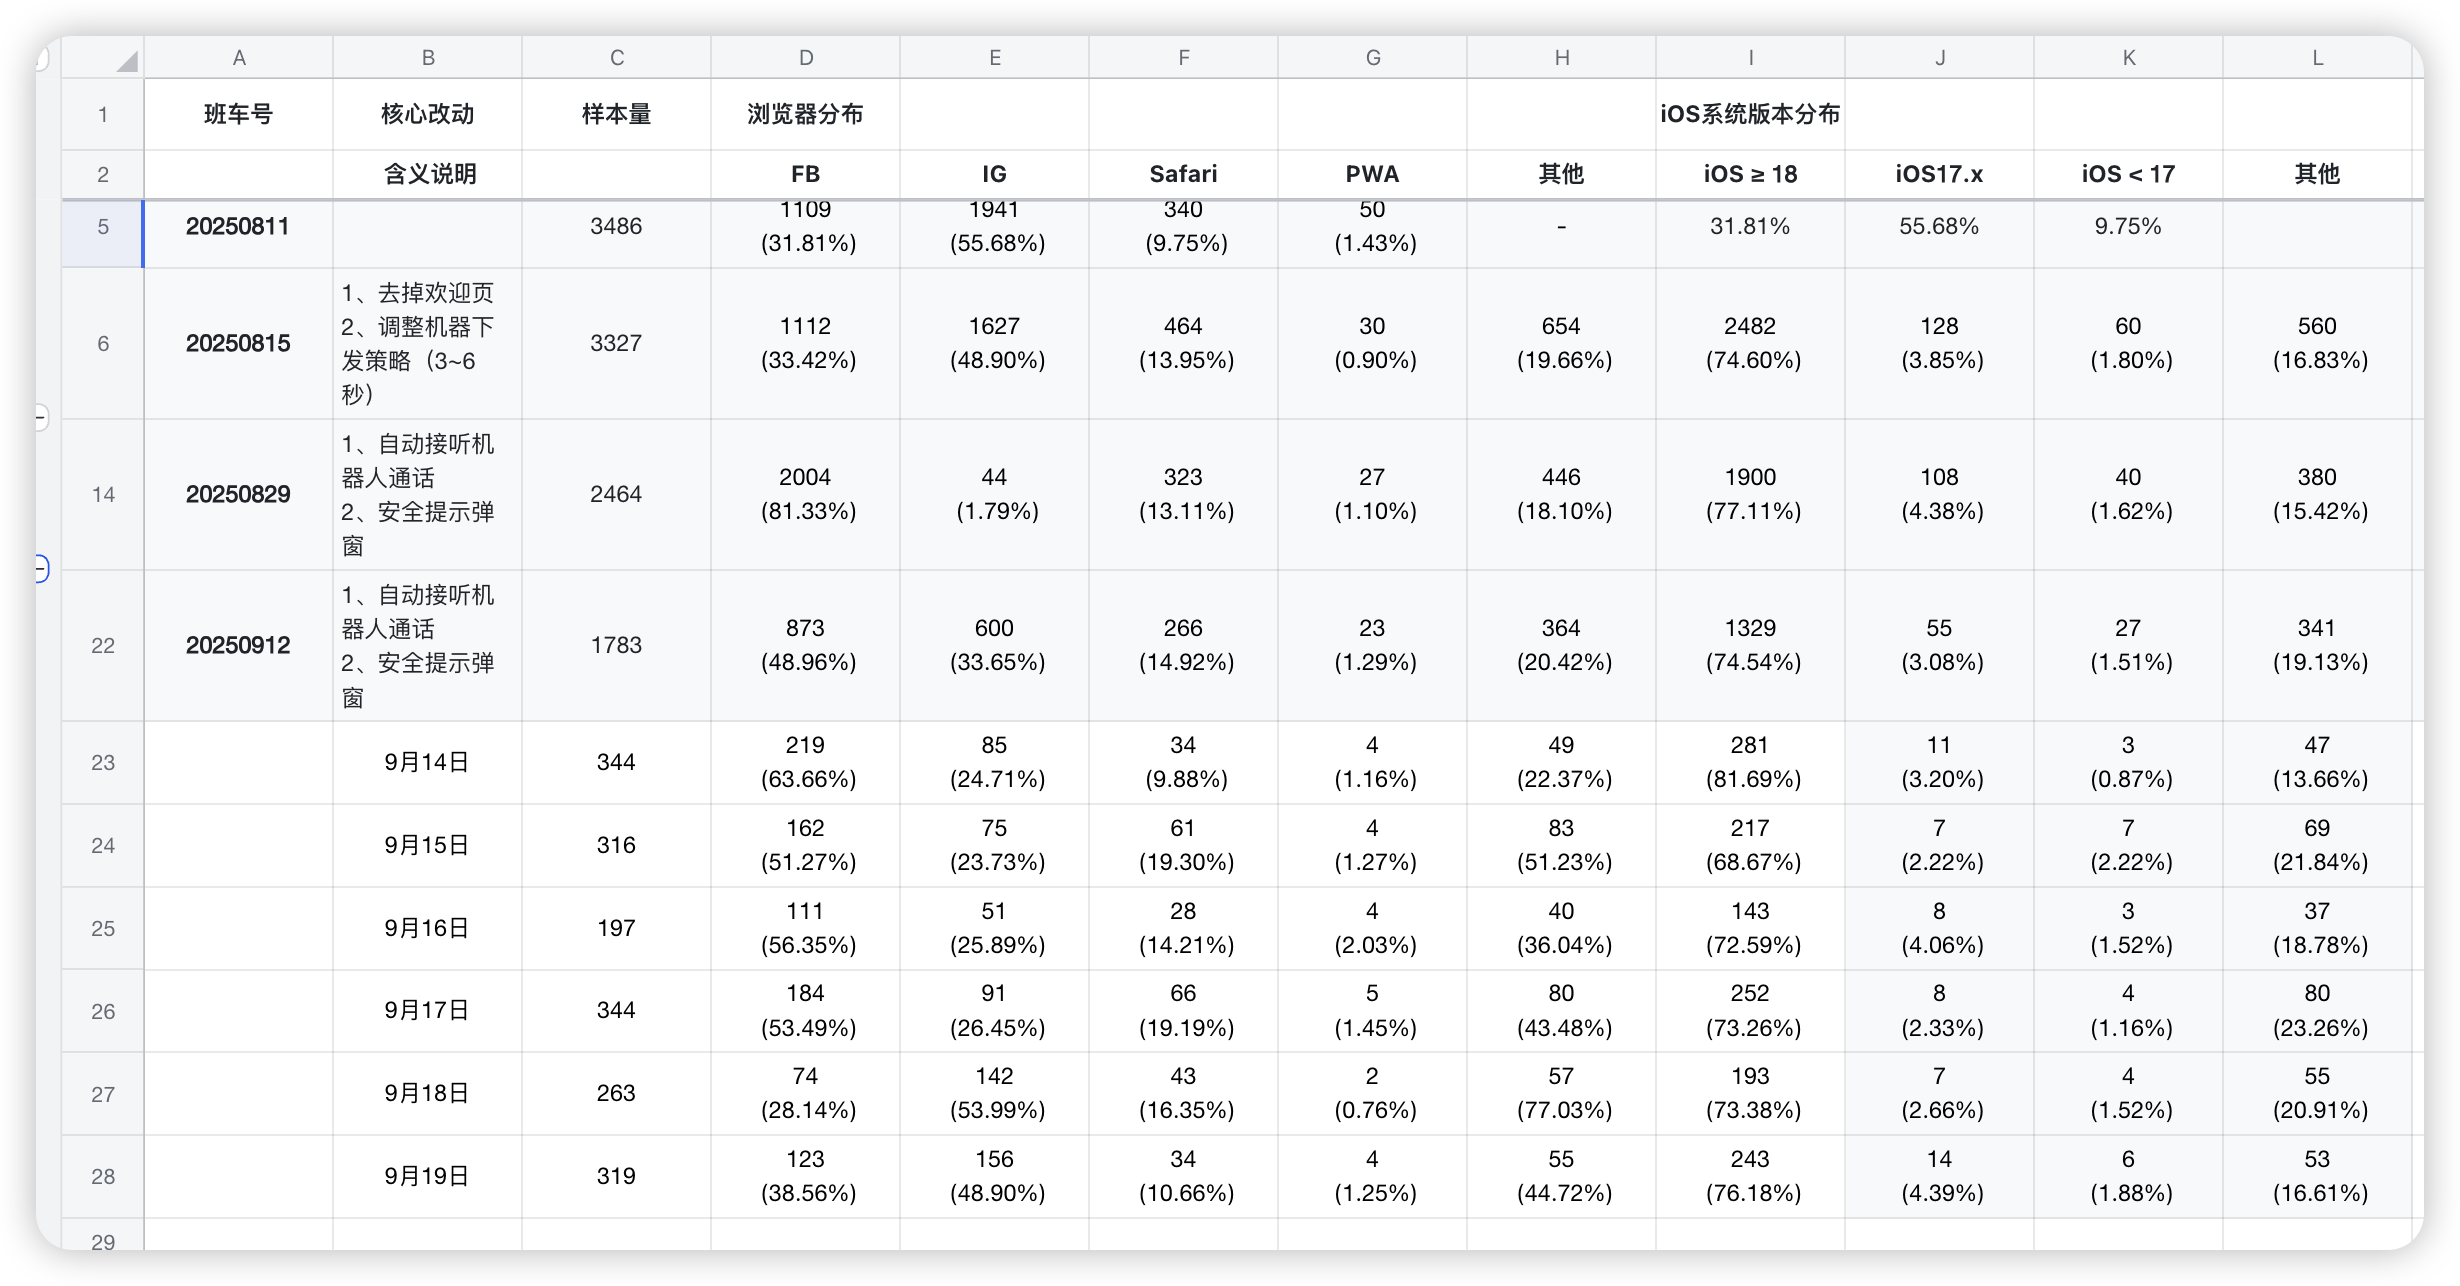 A B C D E F G H I J K L
1 班车号 核心改动 样本量 浏览器分布 iOS系统版本分布
2 含义说明 FB IG Safari PWA 其他 iOS ≥ 18 iOS17.x iOS < 17 其他
5 20250811 3486 1109 (31.81%) 1941 (55.68%) 340 (9.75%) 50 (1.43%) - 31.81% 55.68% 9.75%
6 20250815
1、去掉欢迎页
2、调整机器下
发策略（3~6
秒）
3327 1112 (33.42%) 1627 (48.90%) 464 (13.95%) 30 (0.90%) 654 (19.66%) 2482 (74.60%) 128 (3.85%) 60 (1.80%) 560 (16.83%)
14 20250829
1、自动接听机
器人通话
2、安全提示弹
窗
2464 2004 (81.33%) 44 (1.79%) 323 (13.11%) 27 (1.10%) 446 (18.10%) 1900 (77.11%) 108 (4.38%) 40 (1.62%) 380 (15.42%)
22 20250912
1、自动接听机
器人通话
2、安全提示弹
窗
1783 873 (48.96%) 600 (33.65%) 266 (14.92%) 23 (1.29%) 364 (20.42%) 1329 (74.54%) 55 (3.08%) 27 (1.51%) 341 (19.13%)
23 9月14日 344 219 (63.66%) 85 (24.71%) 34 (9.88%) 4 (1.16%) 49 (22.37%) 281 (81.69%) 11 (3.20%) 3 (0.87%) 47 (13.66%)
24 9月15日 316 162 (51.27%) 75 (23.73%) 61 (19.30%) 4 (1.27%) 83 (51.23%) 217 (68.67%) 7 (2.22%) 7 (2.22%) 69 (21.84%)
25 9月16日 197 111 (56.35%) 51 (25.89%) 28 (14.21%) 4 (2.03%) 40 (36.04%) 143 (72.59%) 8 (4.06%) 3 (1.52%) 37 (18.78%)
26 9月17日 344 184 (53.49%) 91 (26.45%) 66 (19.19%) 5 (1.45%) 80 (43.48%) 252 (73.26%) 8 (2.33%) 4 (1.16%) 80 (23.26%)
27 9月18日 263 74 (28.14%) 142 (53.99%) 43 (16.35%) 2 (0.76%) 57 (77.03%) 193 (73.38%) 7 (2.66%) 4 (1.52%) 55 (20.91%)
28 9月19日 319 123 (38.56%) 156 (48.90%) 34 (10.66%) 4 (1.25%) 55 (44.72%) 243 (76.18%) 14 (4.39%) 6 (1.88%) 53 (16.61%)
29